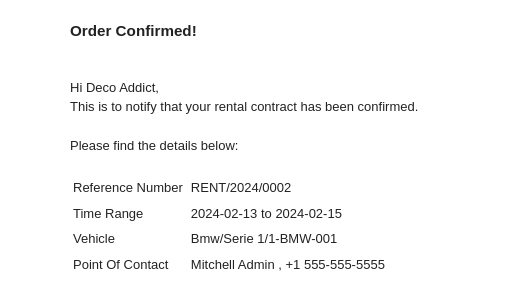 Order Confirmed!
Hi Deco Addict,
This is to notify that your rental contract has been confirmed.
Please find the details below:
Reference Number RENT/2024/0002
Time Range 2024-02-13 to 2024-02-15
Vehicle Bmw/Serie 1/1-BMW-001
Point Of Contact Mitchell Admin , +1 555-555-5555